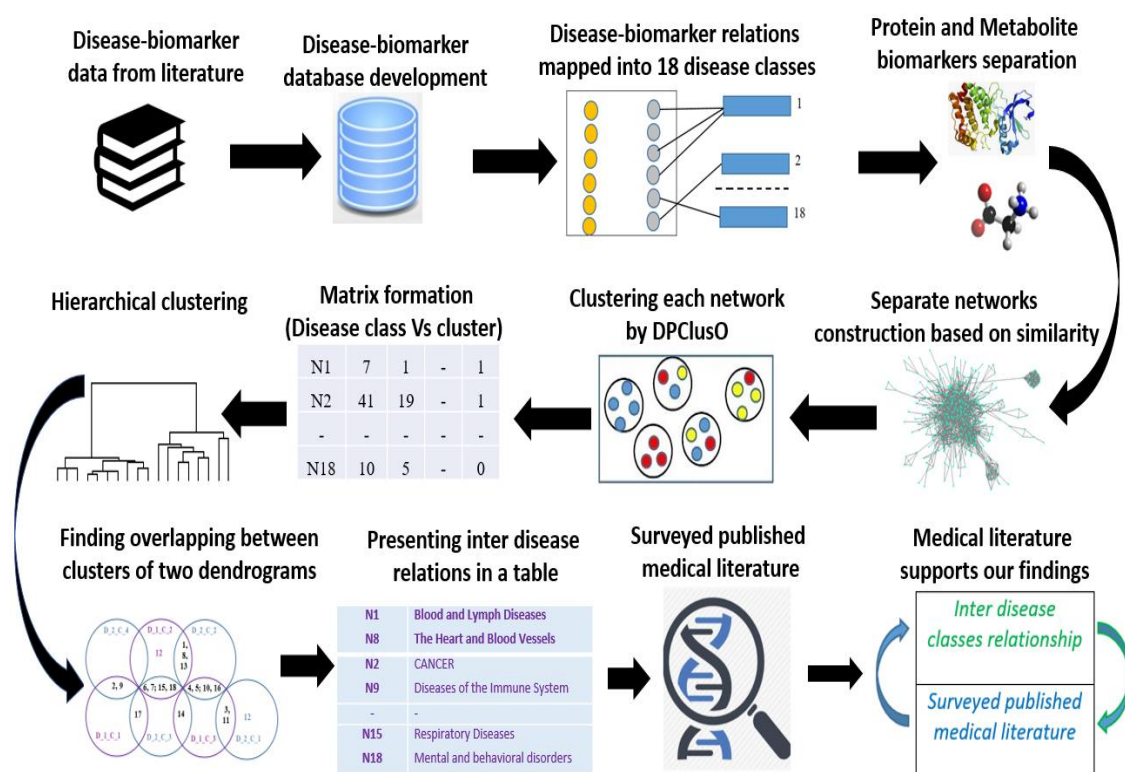 Disease-biomarker
data from literature
Disease-biomarker
database development
Disease-biomarker relations
mapped into 18 disease classes
1
2
18
Protein and Metabolite
biomarkers separation
Hierarchical clustering
Matrix formation
(Disease class Vs cluster)
N1 7 1 - 1
N2 41 19 - 1
- - - - -
N18 10 5 - 0
Clustering each network
by DPClusO
Separate networks
construction based on similarity
Finding overlapping between
clusters of two dendrograms
D_2_C_4 D_1_C_2 D_2_C_2
12
1,
8,
13
2, 9 6, 7; 15, 18 4, 5; 10, 16
17 14 3,
11 12
D_1_C_1 D_2_C_3 D_1_C_3 D_2_C_1
Presenting inter disease
relations in a table
N1 Blood and Lymph Diseases
N8 The Heart and Blood Vessels
N2 CANCER
N9 Diseases of the Immune System
- -
N15 Respiratory Diseases
N18 Mental and behavioral disorders
Surveyed published
medical literature
Medical literature
supports our findings
Inter disease
classes relationship
Surveyed published
medical literature